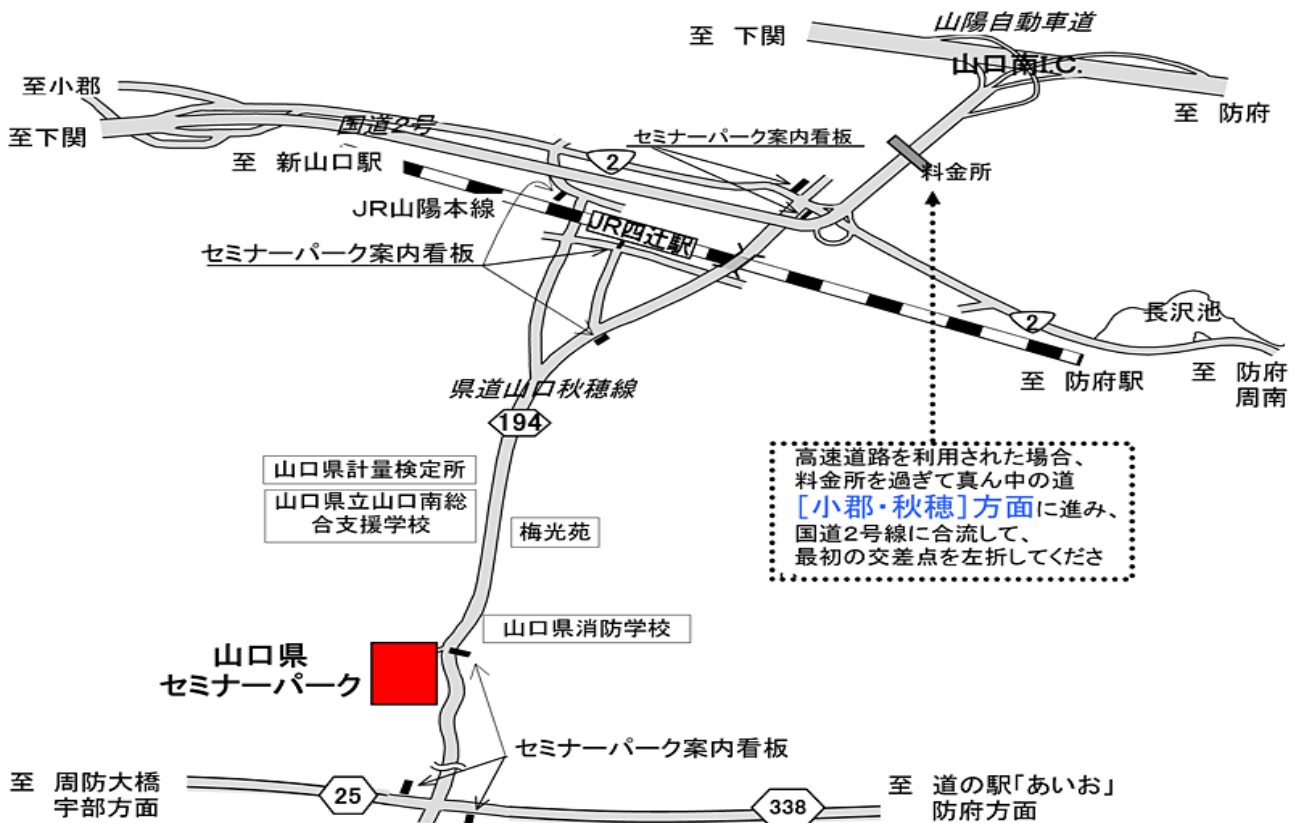 山陽自動車道
至 下関
山口南I.C.
至小郡
至 防府
至下関
国道2号
セミナーパーク案内看板
至 新山口駅
2
料金所
JR山陽本線
JR四辻駅
セミナーパーク案内看板
長沢池
2
至 防府駅
至 防府
周南
県道山口秋穂線
194
高速道路を利用された場合、
料金所を過ぎて真ん中の道
[小郡・秋穂]方面に進み、
国道2号線に合流して、
最初の交差点を左折してくださ
山口県計量検定所
山口県立山口南総
合支援学校
梅光苑
山口県消防学校
山口県
セミナーパーク
セミナーパーク案内看板
至 周防大橋
宇部方面
25
338
至 道の駅「あいお」
防府方面